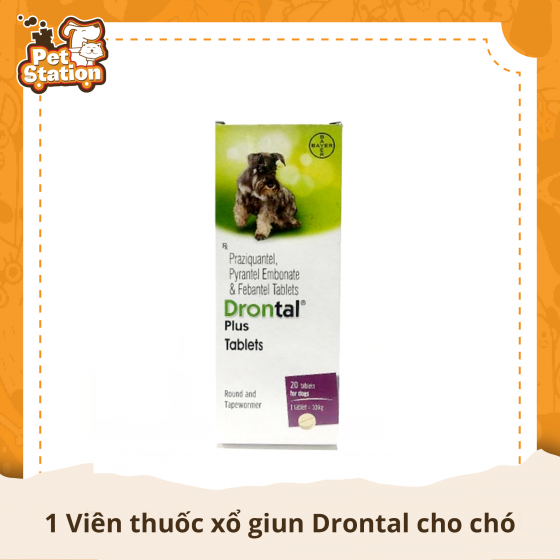 Pet
Station
BAYER
BAYER
Praziquantel,
Pyrantel Embonate
& Febantel Tablets
Drontal®
Plus
Tablets
Round and
Tapewormer
20 tablets
for dogs
1 Tablet - 10kg
1 Viên thuốc xổ giun Drontal cho chó